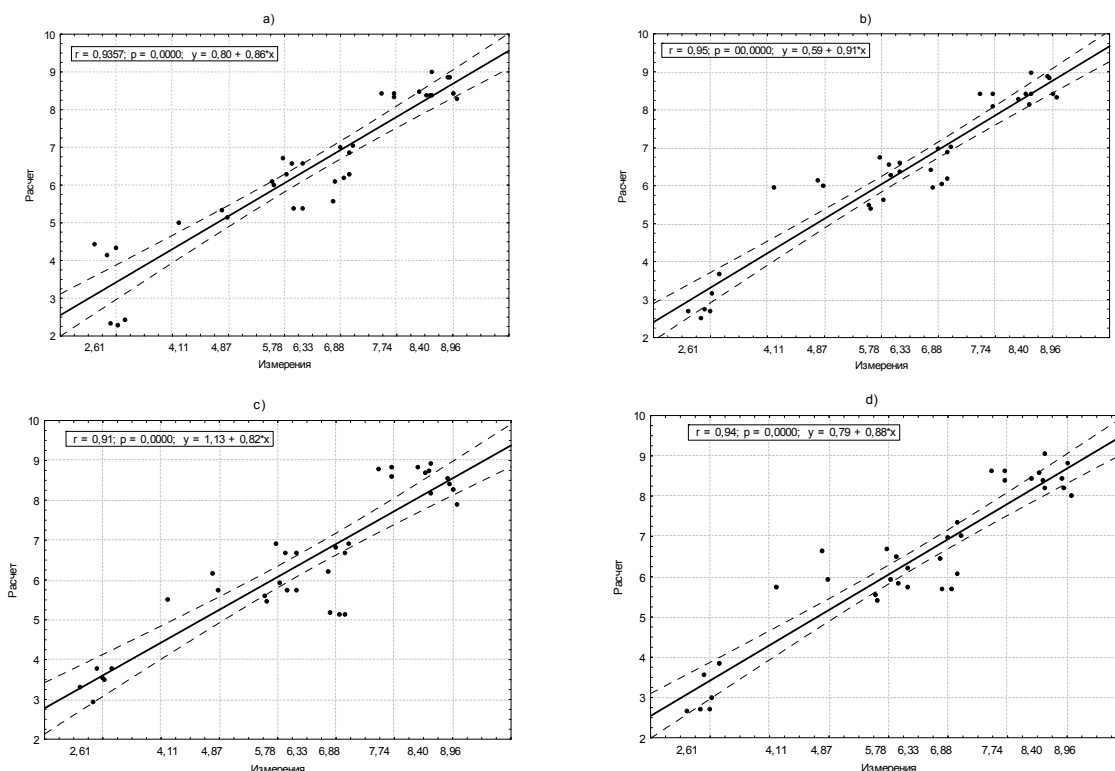 a)
r = 0,9357; p = 0,0000; y = 0,80 + 0,86*x
Расчет
10
9
8
7
6
5
4
3
2
2,61 4,11 4,87 5,78 6,33 6,88 7,74 8,40 8,96
Измерения
b)
r = 0,95; p = 00,0000; y = 0,59 + 0,91*x
Расчет
10
9
8
7
6
5
4
3
2
2,61 4,11 4,87 5,78 6,33 6,88 7,74 8,40 8,96
Измерения
c)
r = 0,91; p = 0,0000; y = 1,13 + 0,82*x
Расчет
10
9
8
7
6
5
4
3
2
2,61 4,11 4,87 5,78 6,33 6,88 7,74 8,40 8,96
Измерения
d)
r = 0,94; p = 0,0000; y = 0,79 + 0,88*x
Расчет
10
9
8
7
6
5
4
3
2
2,61 4,11 4,87 5,78 6,33 6,88 7,74 8,40 8,96
Измерения